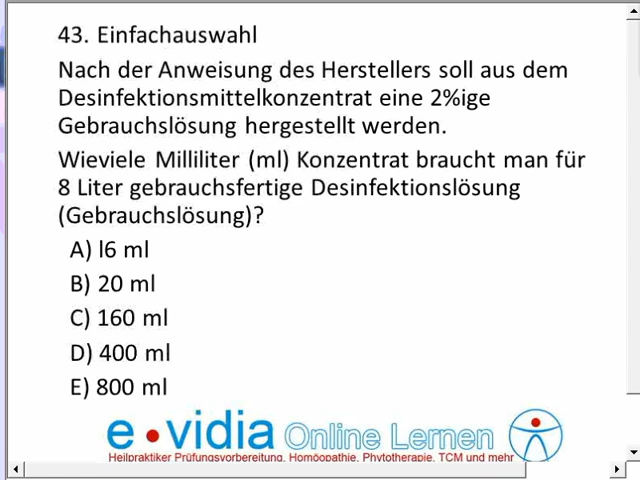 43. Einfachauswahl
Nach der Anweisung des Herstellers soll aus dem
Desinfektionsmittelkonzentrat eine 2%ige
Gebrauchslösung hergestellt werden.
Wieviele Milliliter (ml) Konzentrat braucht man für
8 Liter gebrauchsfertige Desinfektionslösung
(Gebrauchslösung)?
A) l6 ml
B) 20 ml
C) 160 ml
D) 400 ml
E) 800 ml
e•vidia Online Lernen
Heilpraktiker Prüfungsvorbereitung, Homöopathie, Phytotherapie, TCM und mehr